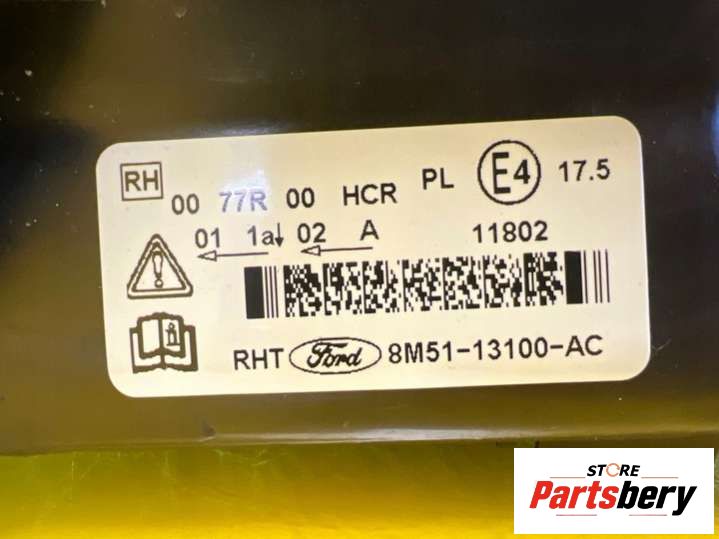 RH 00 77R 00 HCR PL E4 17.5
01 1a↓ 02 A 11802
RHT Ford 8M51-13100-AC
STORE
Partsbery